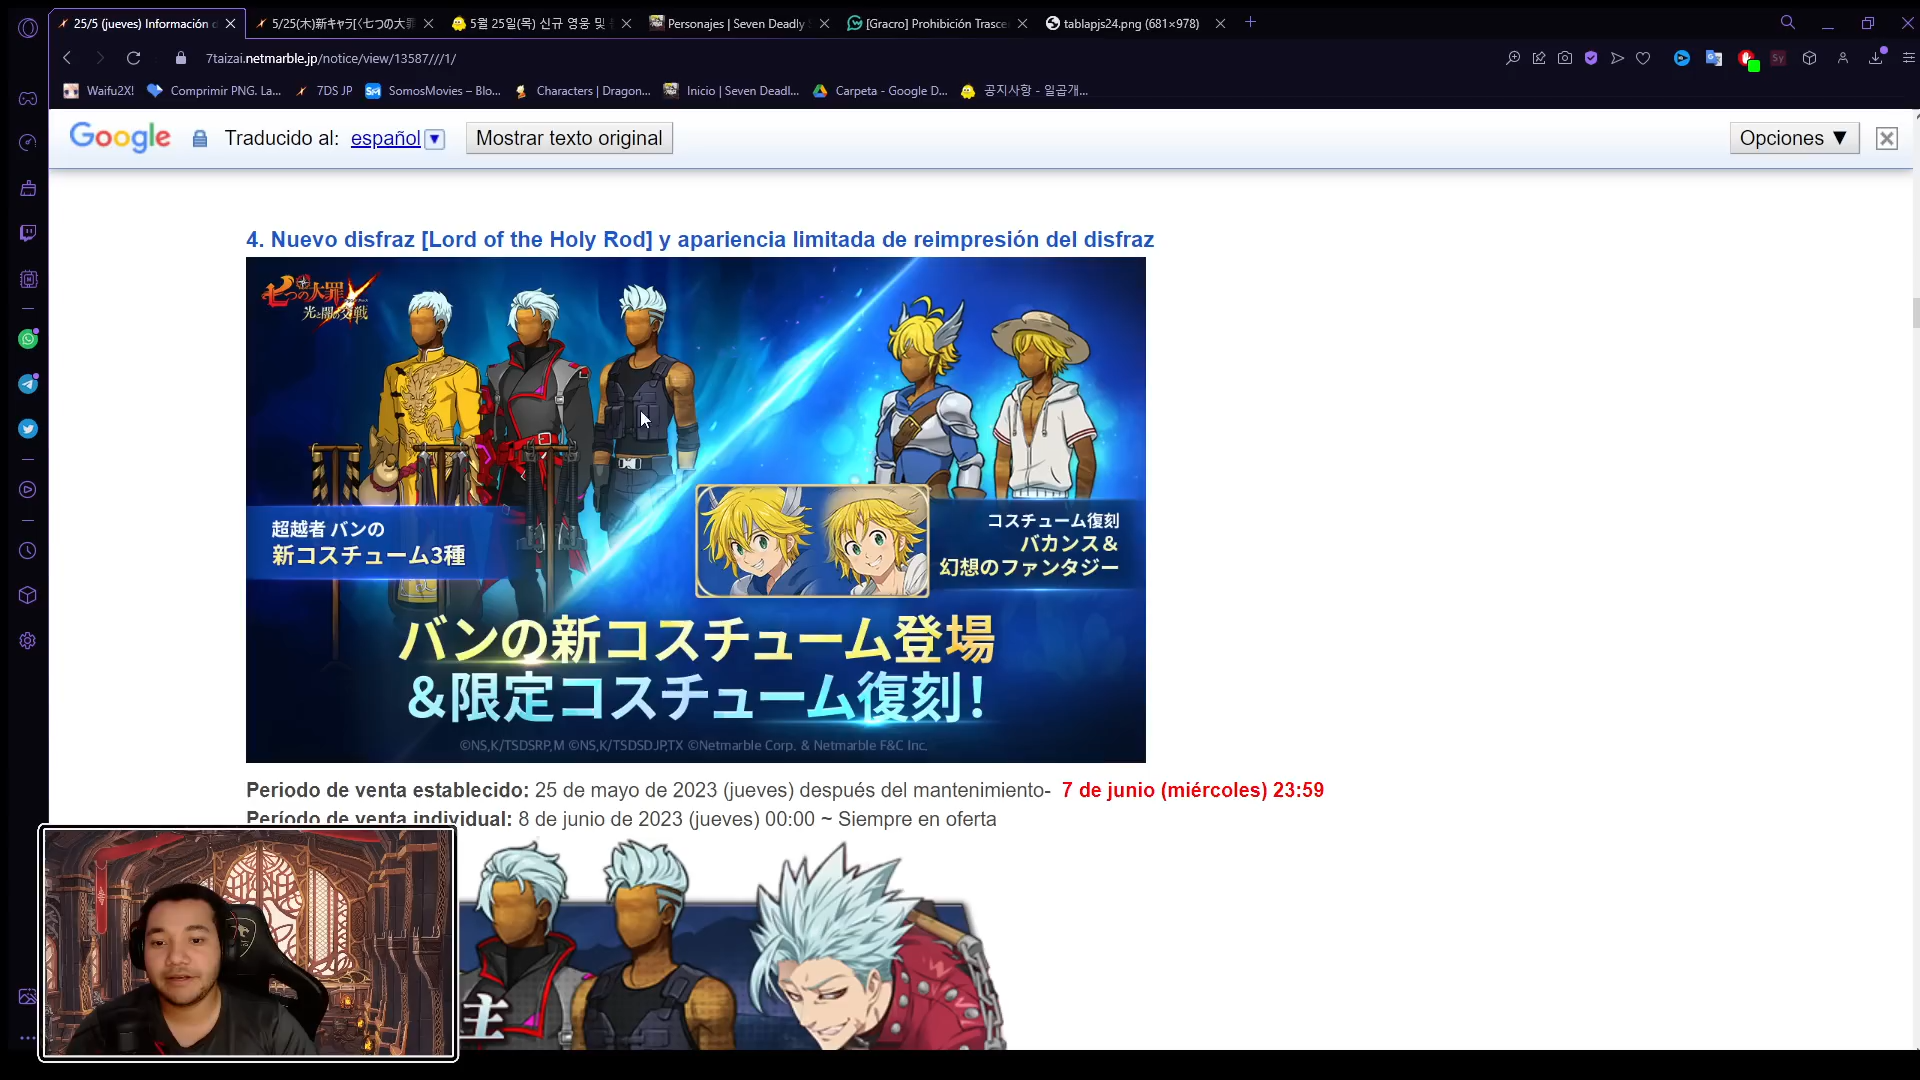 25/5 (jueves) Información d
5/25(木)新キャラ[〈七つの大罪
5월 25일(목) 신규 영웅 및
Personajes | Seven Deadly
[Gracro] Prohibición Trasce
tablapjs24.png (681×978)
7taizai.netmarble.jp/notice/view/13587///1/
Waifu2X!
Comprimir PNG. La...
7DS JP
SomosMovies – Blo...
Characters | Dragon...
Inicio | Seven Deadl...
Carpeta - Google D...
공지사항 - 일곱개...
Google
Traducido al: español
Mostrar texto original
Opciones ▼
4. Nuevo disfraz [Lord of the Holy Rod] y apariencia limitada de reimpresión del disfraz
七つの大罪
光と闇の交戦
超越者 バンの
新コスチューム3種
コスチューム復刻
バカンス&
幻想のファンタジー
バンの新コスチューム登場
&限定コスチューム復刻!
©NS,K/TSDSRP,M ©NS,K/TSDSDJP,TX ©Netmarble Corp. & Netmarble F&C Inc.
Periodo de venta establecido: 25 de mayo de 2023 (jueves) después del mantenimiento- 7 de junio (miércoles) 23:59
Período de venta individual: 8 de junio de 2023 (jueves) 00:00 ~ Siempre en oferta
主